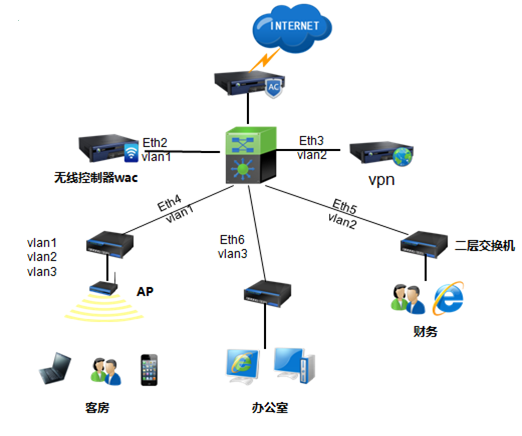 INTERNET
AC
Eth2
vlan1
Eth3
vlan2
无线控制器wac
vpn
Eth4
vlan1
Eth5
vlan2
Eth6
vlan3
vlan1
vlan2
vlan3
二层交换机
AP
财务
客房
办公室